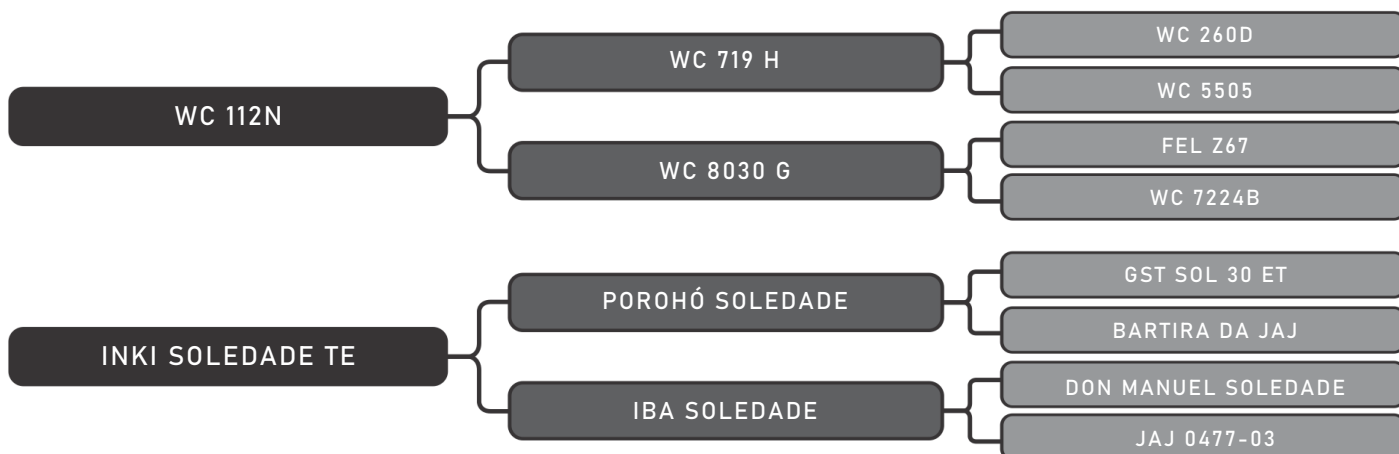 WC 112N
WC 719 H
WC 260D
WC 5505
WC 8030 G
FEL Z67
WC 7224B
INKI SOLEDADE TE
POROHÓ SOLEDADE
GST SOL 30 ET
BARTIRA DA JAJ
IBA SOLEDADE
DON MANUEL SOLEDADE
JAJ 0477-03